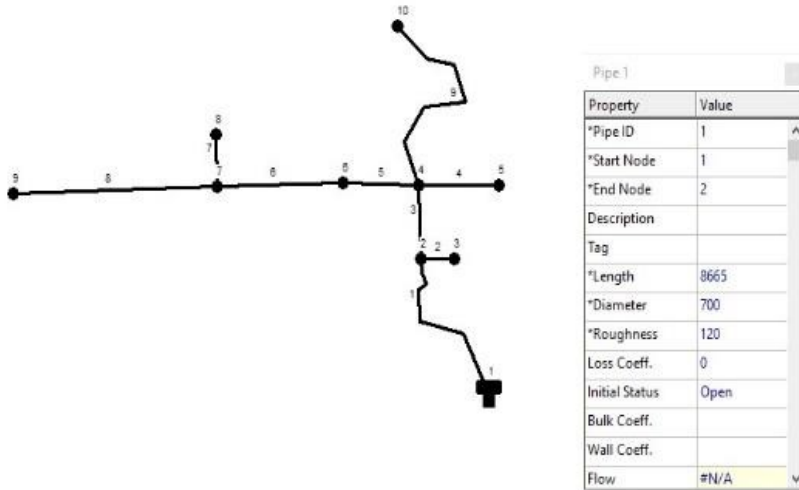 10
9
8
7
9
8
7
6
6
5
4
4
5
3
2
2
3
1
1
Pipe 1
Property Value
*Pipe ID 1
*Start Node 1
*End Node 2
Description
Tag
*Length 8665
*Diameter 700
*Roughness 120
Loss Coeff. 0
Initial Status Open
Bulk Coeff.
Wall Coeff.
Flow #N/A